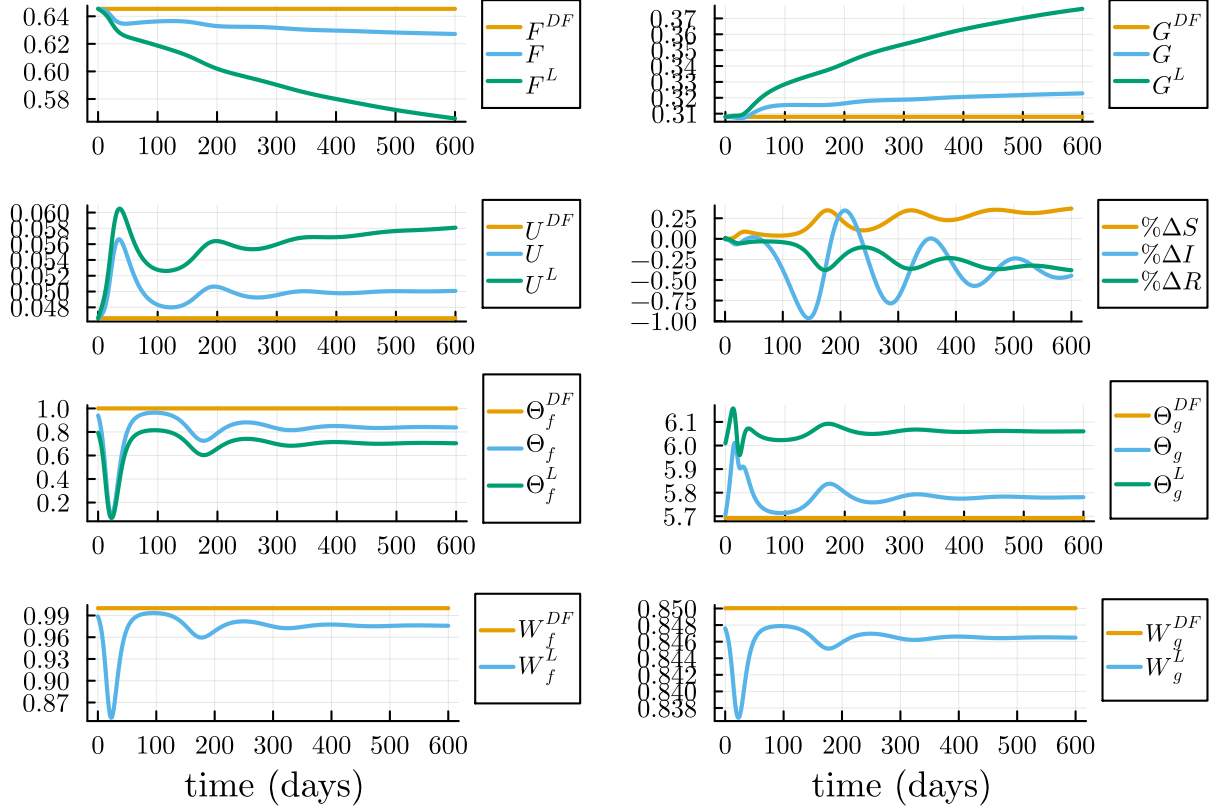 0.64
0.62
0.60
0.58
0 100 200 300 400 500 600
F^DF
F
F^L
0.37
0.36
0.35
0.34
0.33
0.32
0.31
0 100 200 300 400 500 600
G^DF
G
G^L
0.060
0.058
0.056
0.054
0.052
0.050
0.048
0 100 200 300 400 500 600
U^DF
U
U^L
0.25
0.00
−0.25
−0.50
−0.75
−1.00
0 100 200 300 400 500 600
%ΔS
%ΔI
%ΔR
1.0
0.8
0.6
0.4
0.2
0 100 200 300 400 500 600
Θ_f^DF
Θ_f
Θ_f^L
6.1
6.0
5.9
5.8
5.7
0 100 200 300 400 500 600
Θ_g^DF
Θ_g
Θ_g^L
0.99
0.96
0.93
0.90
0.87
0 100 200 300 400 500 600
time (days)
W_f^DF
W_f^L
0.850
0.848
0.846
0.844
0.842
0.840
0.838
0 100 200 300 400 500 600
time (days)
W_g^DF
W_g^L